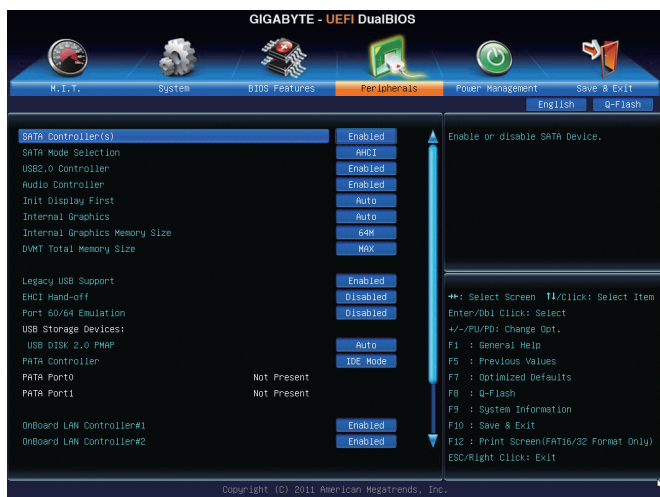 GIGABYTE - UEFI DualBIOS
M.I.T. System BIOS Features Peripherals Power Management Save & Exit
English Q-Flash
SATA Controller(s) Enabled
SATA Mode Selection AHCI
USB2.0 Controller Enabled
Audio Controller Enabled
Init Display First Auto
Internal Graphics Auto
Internal Graphics Memory Size 64M
DVMT Total Memory Size MAX
Legacy USB Support Enabled
EHCI Hand-off Disabled
Port 60/64 Emulation Disabled
USB Storage Devices:
USB DISK 2.0 PMAP Auto
PATA Controller IDE Mode
PATA Port0 Not Present
PATA Port1 Not Present
OnBoard LAN Controller#1 Enabled
OnBoard LAN Controller#2 Enabled
Enable or disable SATA Device.
→←: Select Screen ↑↓/Click: Select Item
Enter/Dbl Click: Select
+/-/PU/PD: Change Opt.
F1 : General Help
F5 : Previous Values
F7 : Optimized Defaults
F8 : Q-Flash
F9 : System Information
F10 : Save & Exit
F12 : Print Screen(FAT16/32 Format Only)
ESC/Right Click: Exit
Copyright (C) 2011 American Megatrends, Inc.